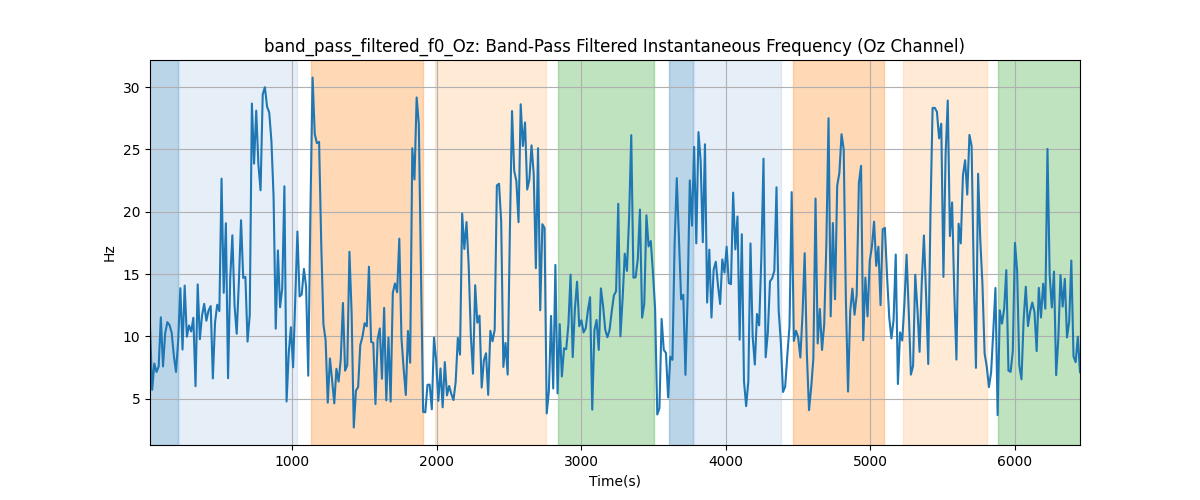 band_pass_filtered_f0_Oz: Band-Pass Filtered Instantaneous Frequency (Oz Channel)
30
25
20
15
10
5
Hz
1000 2000 3000 4000 5000 6000
Time(s)